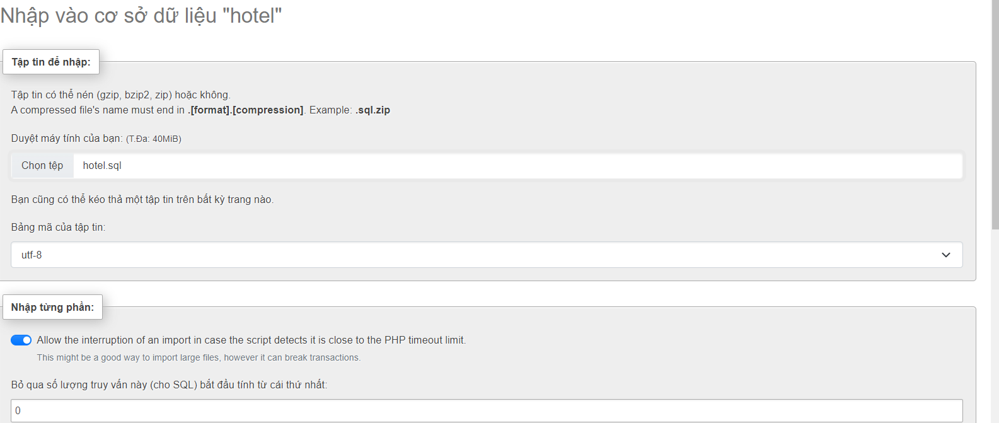 Nhập vào cơ sở dữ liệu "hotel"
Tập tin để nhập:
Tập tin có thể nén (gzip, bzip2, zip) hoặc không.
A compressed file's name must end in .[format].[compression]. Example: .sql.zip
Duyệt máy tính của bạn: (T.Đa: 40MiB)
Chọn tệp hotel.sql
Bạn cũng có thể kéo thả một tập tin trên bất kỳ trang nào.
Bảng mã của tập tin:
utf-8
Nhập từng phần:
Allow the interruption of an import in case the script detects it is close to the PHP timeout limit.
This might be a good way to import large files, however it can break transactions.
Bỏ qua số lượng truy vấn này (cho SQL) bắt đầu tính từ cái thứ nhất:
0